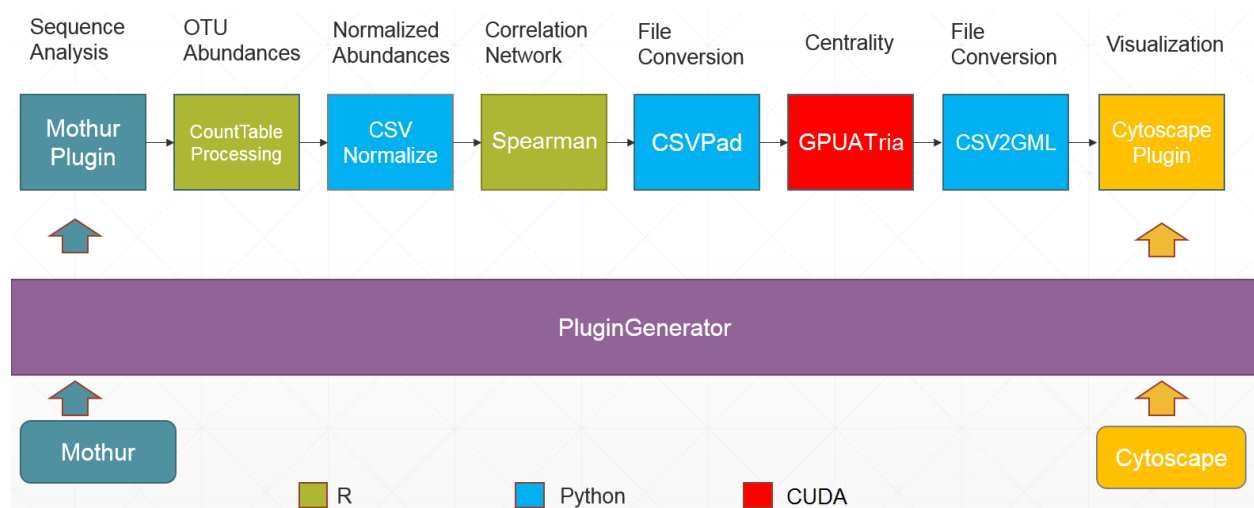 Sequence
Analysis
OTU
Abundances
Normalized
Abundances
Correlation
Network
File
Conversion
Centrality
File
Conversion
Visualization
Mothur
Plugin
CountTable
Processing
CSV
Normalize
Spearman
CSVPad
GPUATria
CSV2GML
Cytoscape
Plugin
PluginGenerator
Mothur
Cytoscape
R
Python
CUDA